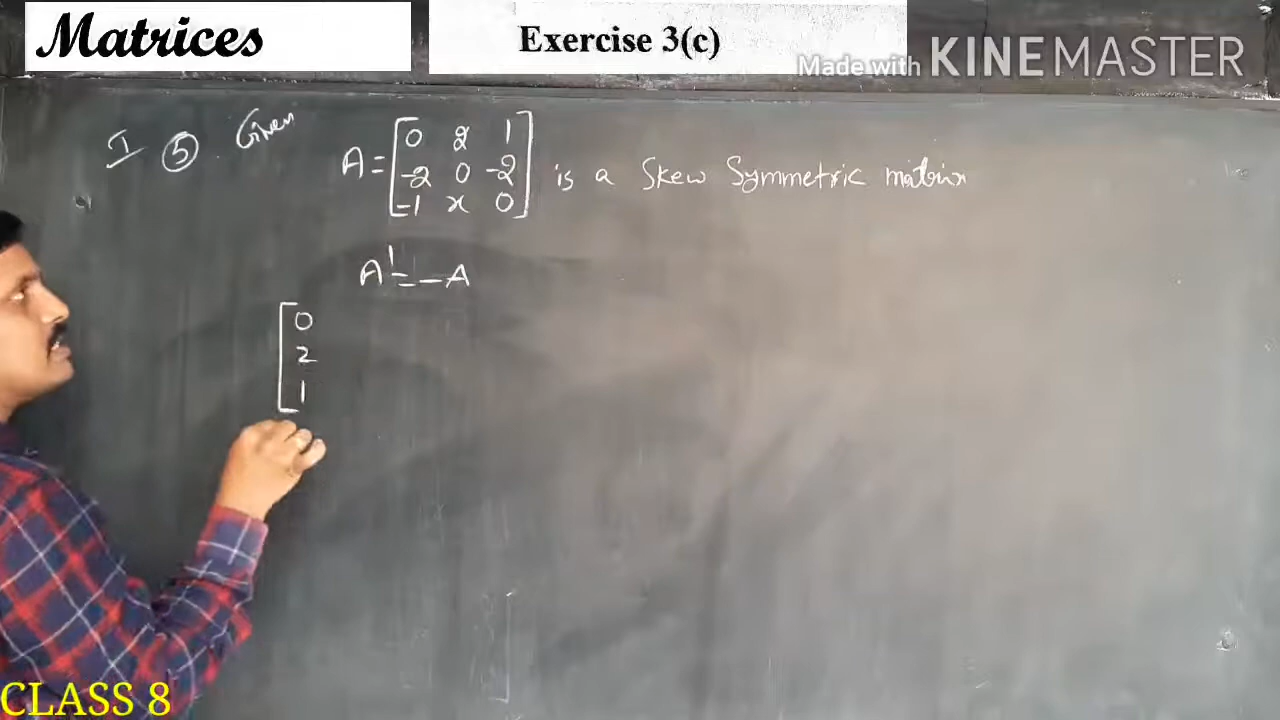 Matrices
Exercise 3(c)
Made with KINEMASTER
I (5) Given
A = [ 0 2 1
-2 0 -2 is a Skew Symmetric matrix
-1 x 0 ]
A' = -A
[ 0
2
1
CLASS 8